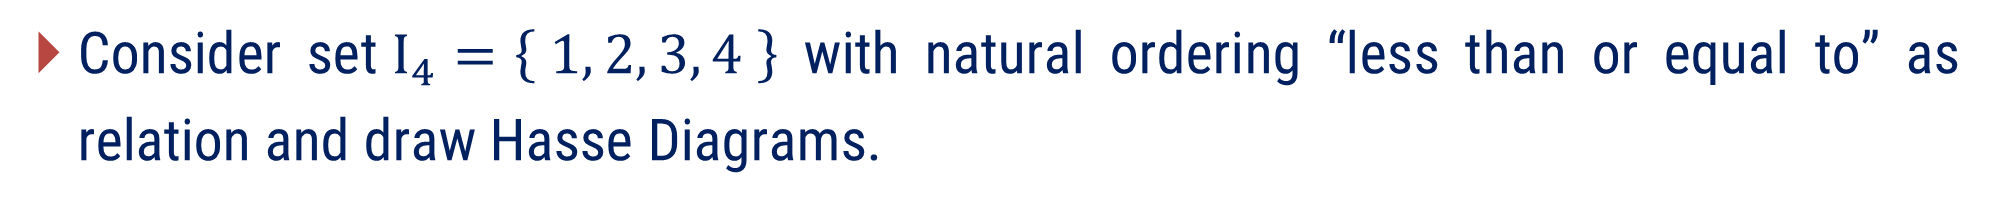 Consider set I₄ = { 1, 2, 3, 4 } with natural ordering “less than or equal to” as
relation and draw Hasse Diagrams.